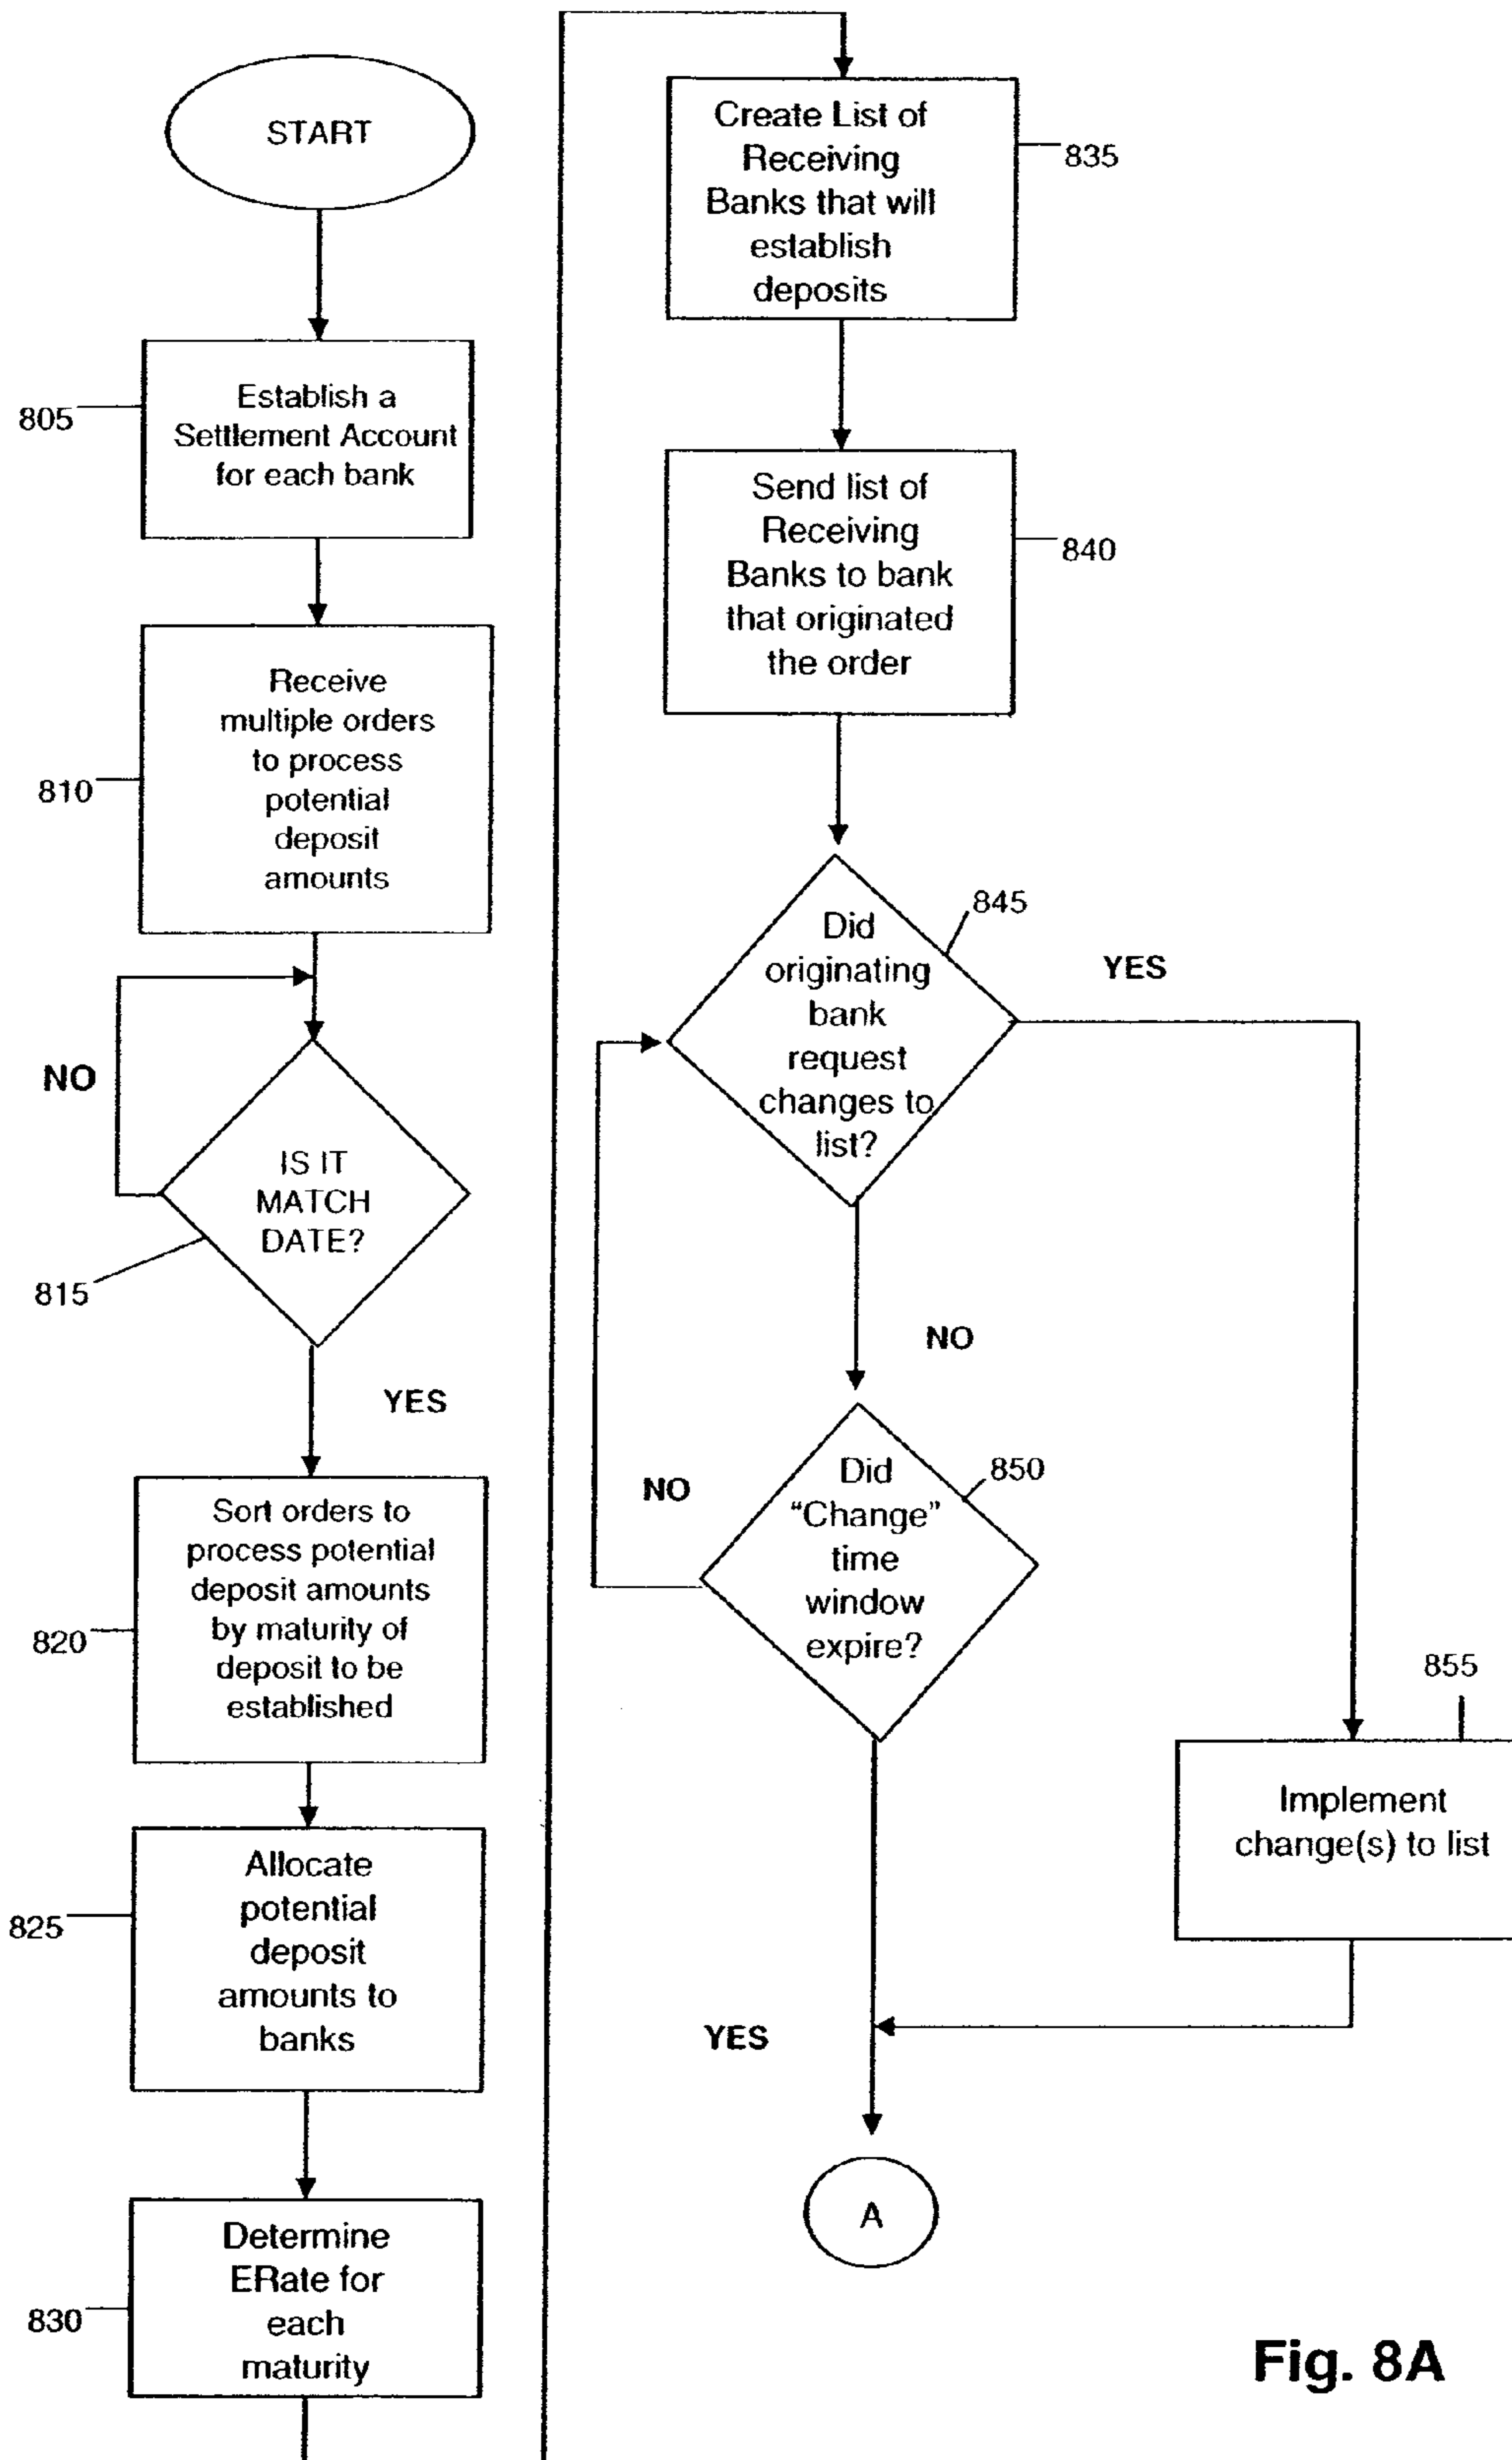 START
805
Establish a
Settlement Account
for each bank
810
Receive
multiple orders
to process
potential
deposit
amounts
NO
IS IT
MATCH
DATE?
815
YES
820
Sort orders to
process potential
deposit amounts
by maturity of
deposit to be
established
825
Allocate
potential
deposit
amounts to
banks
830
Determine
ERate for
each
maturity
Create List of
Receiving
Banks that will
establish
deposits
835
Send list of
Receiving
Banks to bank
that originated
the order
840
Did
originating
bank
request
changes to
list?
845
YES
NO
Did
“Change”
time
window
expire?
850
NO
855
Implement
change(s) to list
YES
A
Fig. 8A